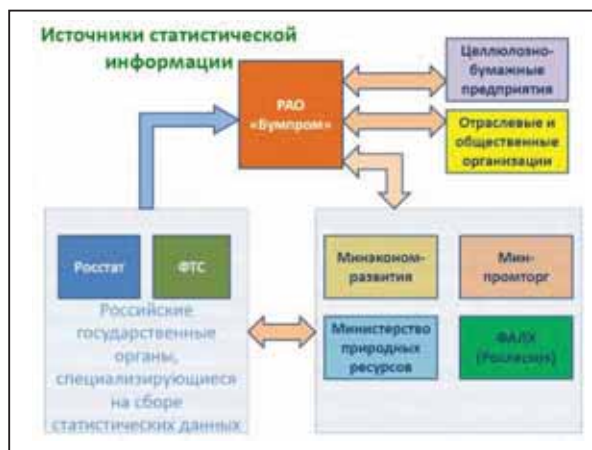 Источники статистической
информации
РАО
«Бумпром»
Целлюлозно-
бумажные
предприятия
Отраслевые и
общественные
организации
Росстат
ФТС
Российские
государственные
органы,
специализирующиеся
на сборе
статистических данных
Минэконом-
развития
Мин-
промторг
Министерство
природных
ресурсов
ФАЛХ
(Рослесхоз)